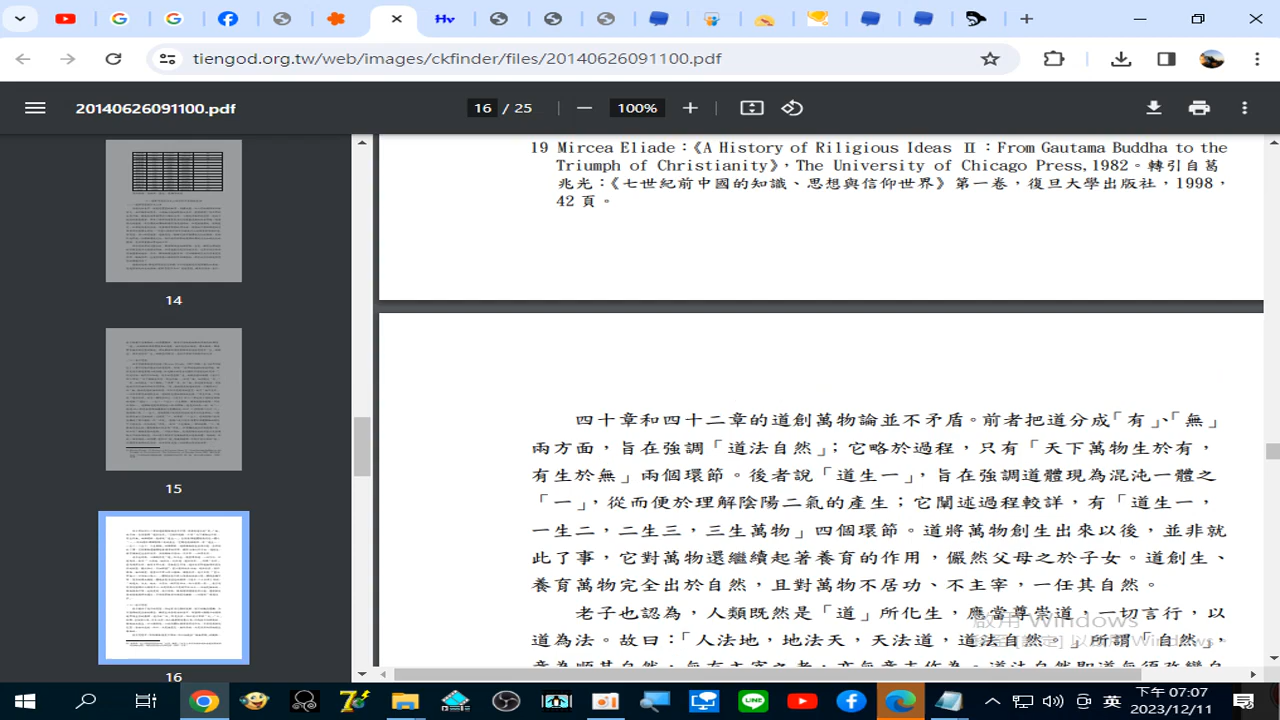 tiengod.org.tw/web/images/ckfinder/files/20140626091100.pdf
20140626091100.pdf
16 / 25
100%
14
15
16
19 Mircea Eliade:《A History of Riligious Ideas Ⅱ:From Gautama Buddha to the
Triumph of Christianity》,The University of Chicago Press,1982。轉引自葛
兆光:《七世紀前中國的知識、思想與信仰世界》第一卷,復旦大學出版社,1998,
42 頁。
四十章和四十二章的道創萬物論並不矛盾。前者把道分成「有」、「無」
兩方面,旨在強調「道法自然」;它略於過程,只有「天下萬物生於有,
有生於無」兩個環節。後者說「道生一」,旨在強調道體現為混沌一體之
「一」,從而便於理解陰陽二氣的產生;它闡述過程較詳,有「道生一,
一生二,二生三,三生萬物」四個環節。道將萬物創生出來以後,並非就
此了事,它對萬物還繼續起著養育作用,儼然父母之於子女。道創生、
養育萬物完全出於自然,且對萬物不居功、不主宰,一任其自然。
老子認為,人類既然是「道」所化生,應完全一切言行,以
道為法。故曰:「人法地,地法天,天法道,道法自然。」所謂「自然」
啟用 Windows
Windows。
英
下午 07:07
2023/12/11